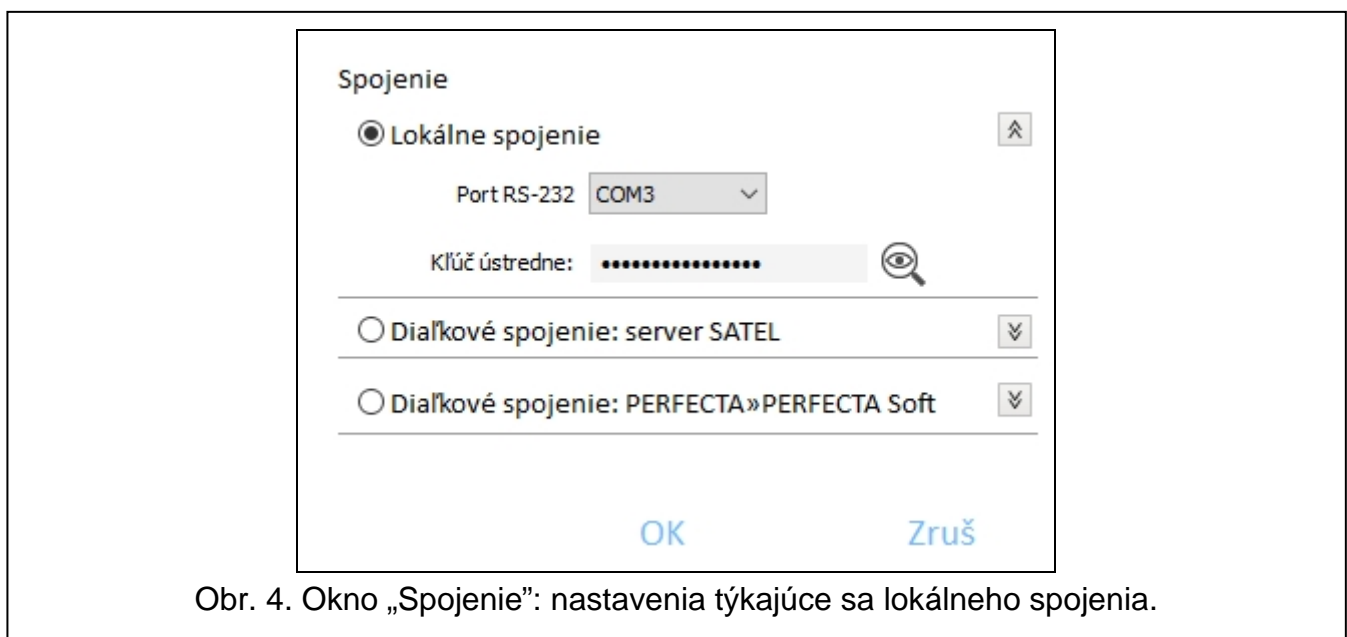 Spojenie
Lokálne spojenie
Port RS-232 COM3
Kľúč ústredne: ••••••••••••••••
Diaľkové spojenie: server SATEL
Diaľkové spojenie: PERFECTA»PERFECTA Soft
OK Zruš
Obr. 4. Okno „Spojenie”: nastavenia týkajúce sa lokálneho spojenia.